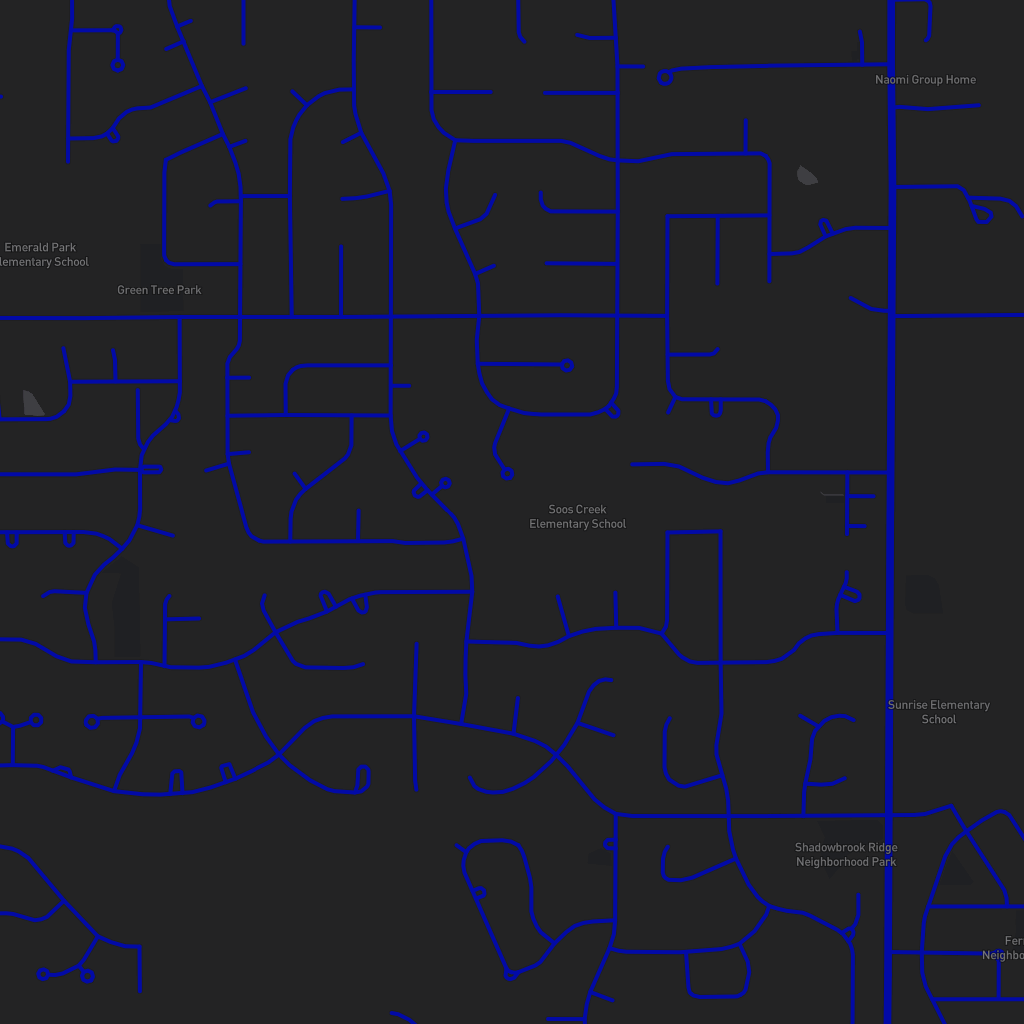 Naomi Group Home
Emerald Park
lementary School
Green Tree Park
Soos Creek
Elementary School
Sunrise Elementary
School
Shadowbrook Ridge
Neighborhood Park
Fer
Neighbo